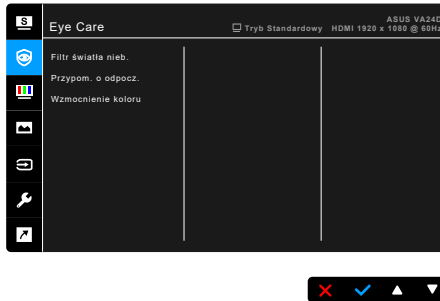 S
Eye Care
ASUS VA24D
Tryb Standardowy HDMI 1920 x 1080 @ 60Hz
Filtr światła nieb.
Przypom. o odpocz.
Wzmocnienie koloru